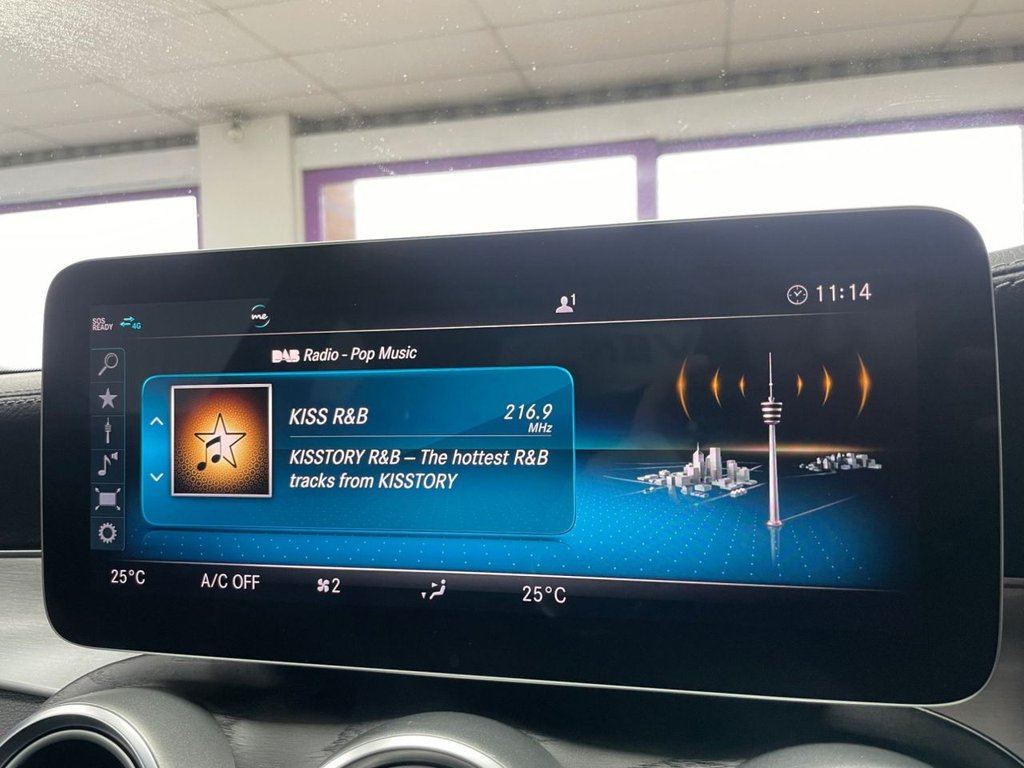 SOS
READY
4G
me
1
11:14
DAB Radio - Pop Music
KISS R&B
216.9
MHz
KISSTORY R&B – The hottest R&B
tracks from KISSTORY
25°C
A/C OFF
2
25°C